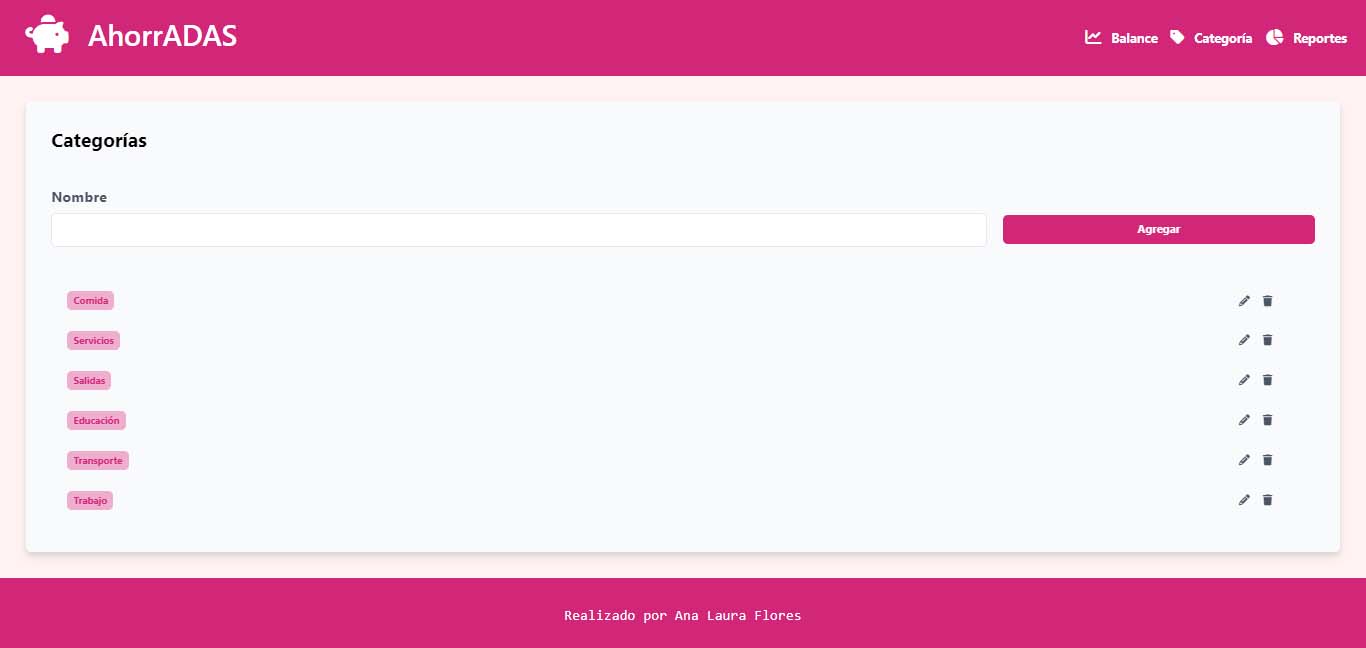 AhorrADAS
Balance Categoría Reportes
Categorías
Nombre
Agregar
Comida
Servicios
Salidas
Educación
Transporte
Trabajo
Realizado por Ana Laura Flores